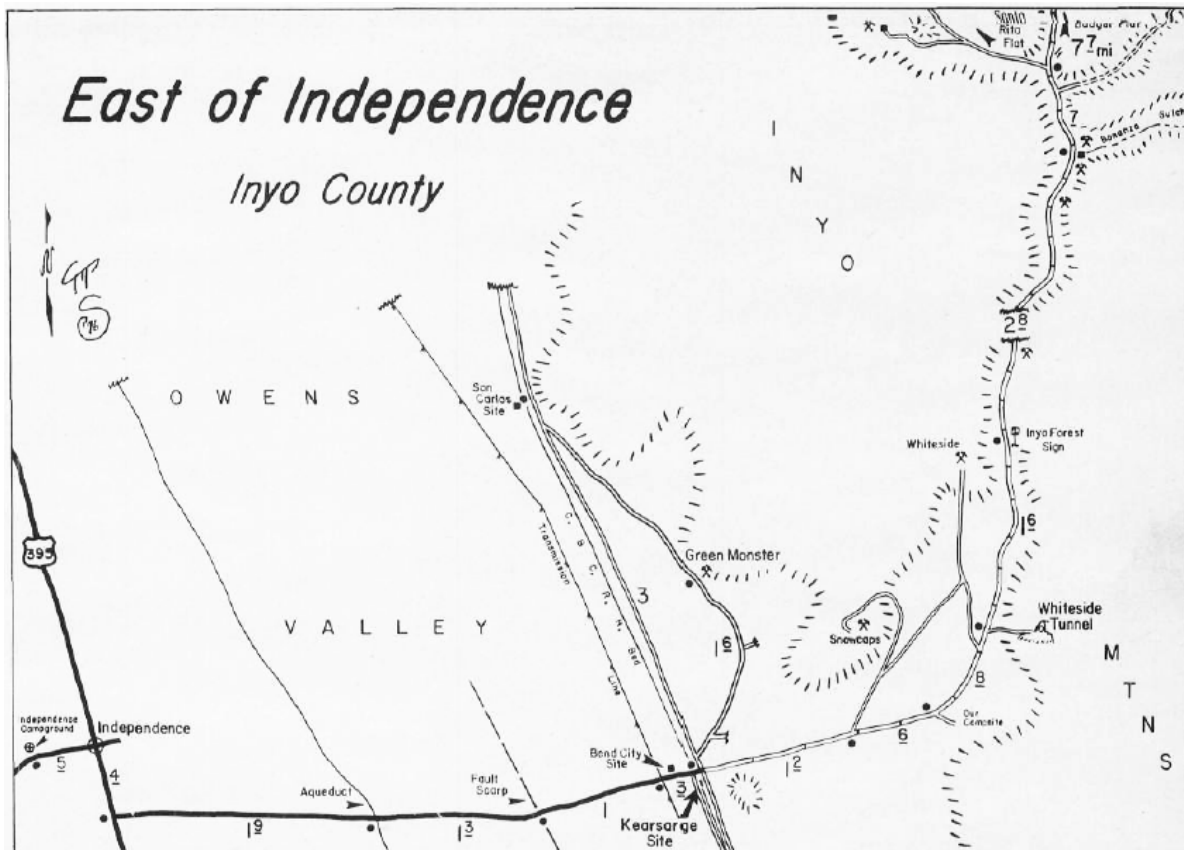 East of Independence
Inyo County
N
Santa
Rita
Flat
Badger Flat
7 7 mi
7
Bonanza Gulch
I N Y O
2 8
O W E N S
San
Carlos
Site
Whiteside
Inyo Forest
Sign
395
C. & C. R. R. Bed
Transmission Line
Green Monster
3
1 6
1 6
V A L L E Y
Snowcaps
Whiteside
Tunnel
M T N S
8
Our
Campsite
6
Independence
Campground
Independence
5
4
Bend City
Site
1 2
Aqueduct
Fault
Scarp
3
1 9
1 3
1
Kearsarge
Site